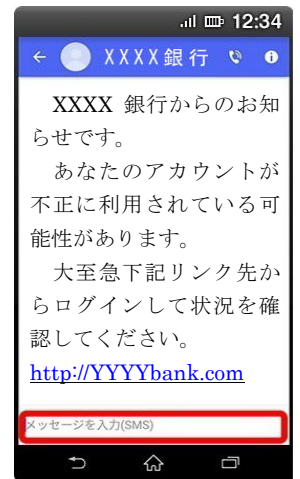 12:34
XXXX銀行
XXXX 銀行からのお知
らせです。
あなたのアカウントが
不正に利用されている可
能性があります。
大至急下記リンク先か
らログインして状況を確
認してください。
http://YYYYbank.com
メッセージを入力(SMS)